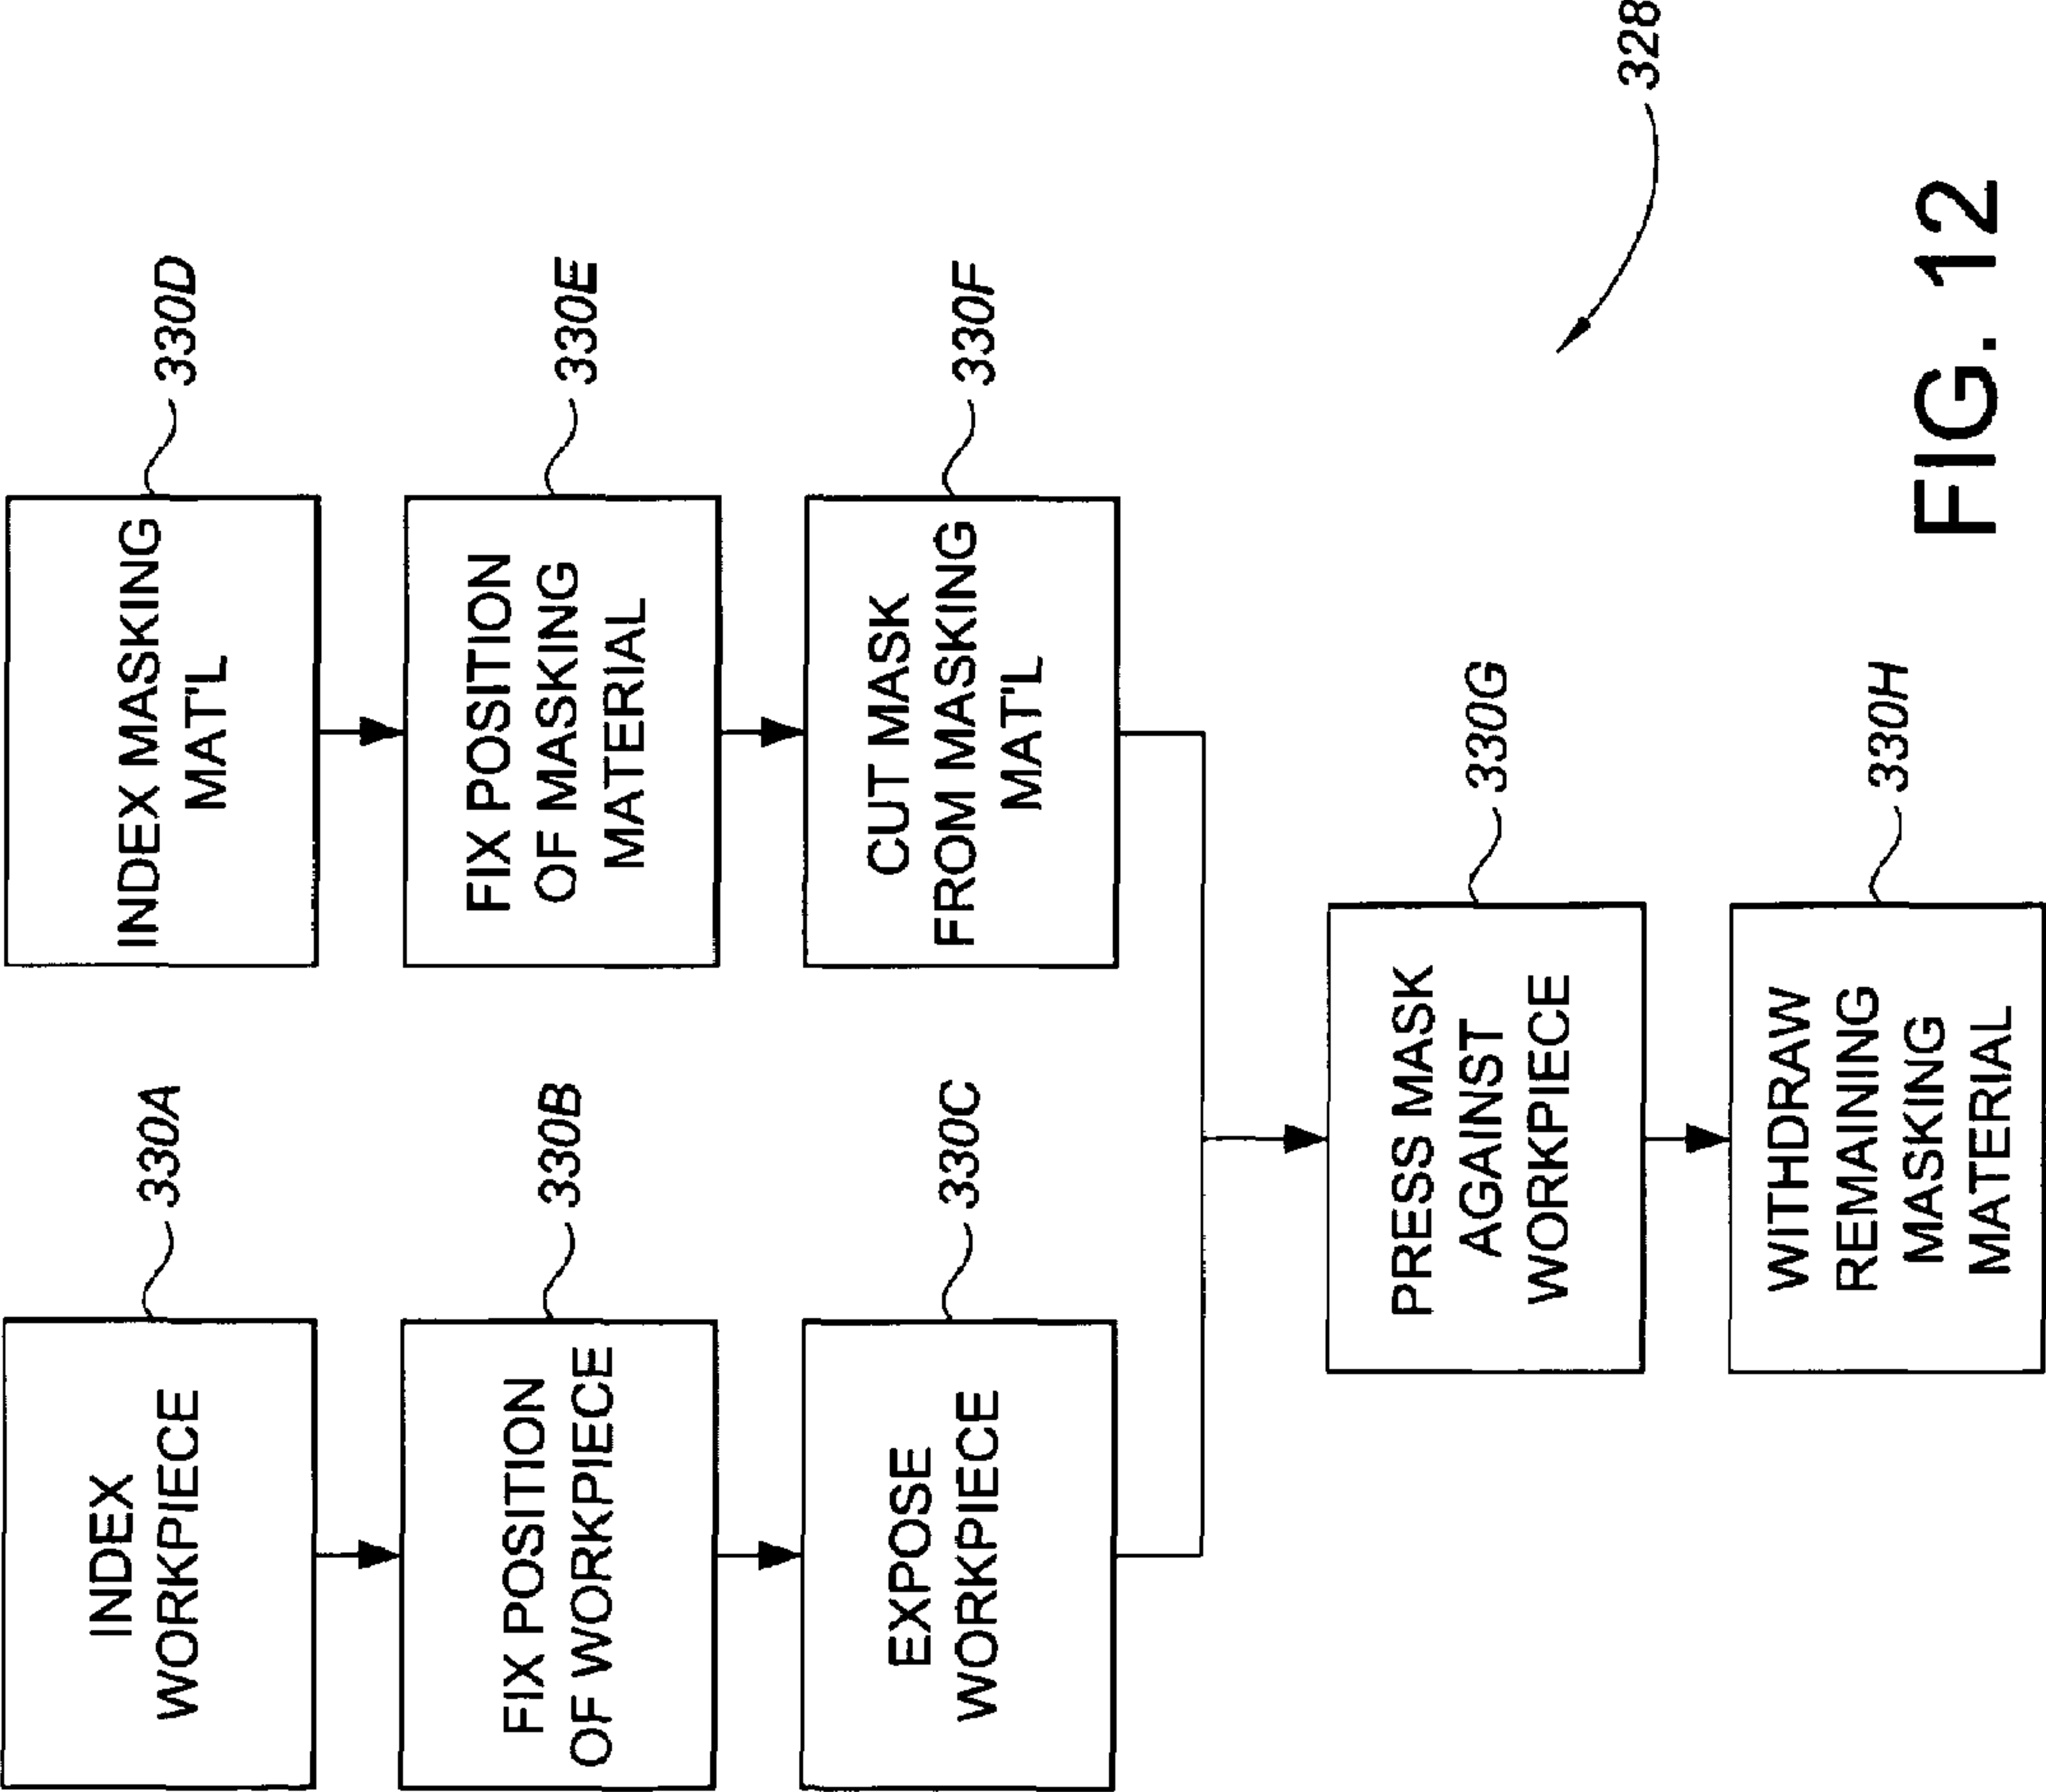 330A
INDEX
WORKPIECE
330B
FIX POSITION
OF WORKPIECE
330C
EXPOSE
WORKPIECE
330D
INDEX MASKING
MAT'L
330E
FIX POSITION
OF MASKING
MATERIAL
330F
CUT MASK
FROM MASKING
MAT'L
330G
PRESS MASK
AGAINST
WORKPIECE
330H
WITHDRAW
REMAINING
MASKING
MATERIAL
328
FIG. 12